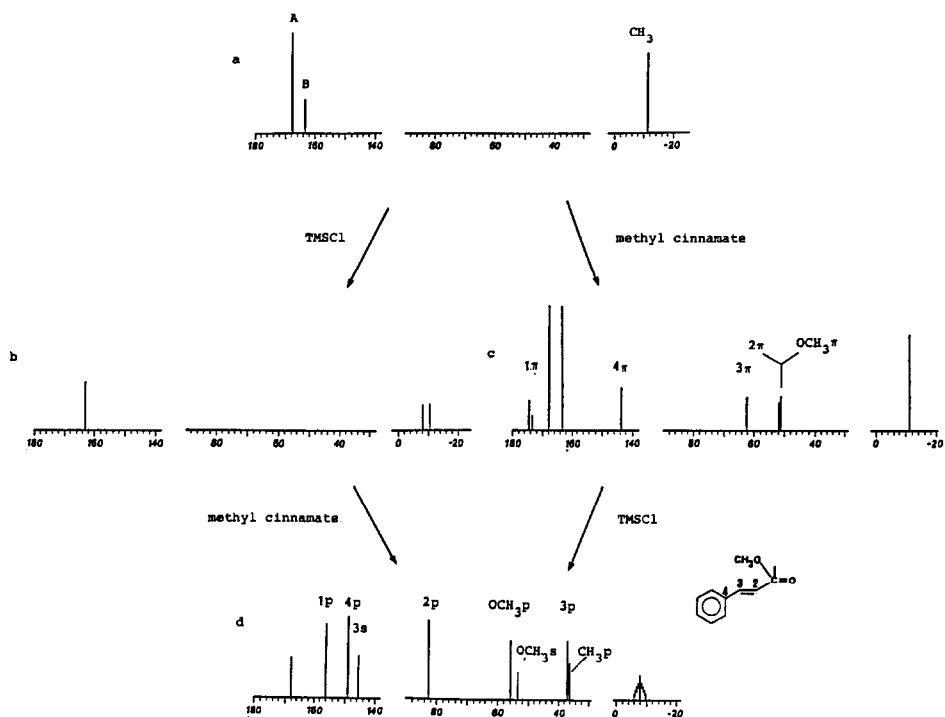 A
CH3
a
B
180 160 140 80 60 40 0 -20
TMSCl
methyl cinnamate
b
c
1π
4π
3π
2π
OCH3π
180 160 140 80 60 40 0 -20
180 160 140 80 60 40 0 -20
methyl cinnamate
TMSCl
d
1p
4p
3s
2p
OCH3p
3p
OCH3s
CH3p
CH3O
C=O
4 3 2
180 160 140 80 60 40 0 -20